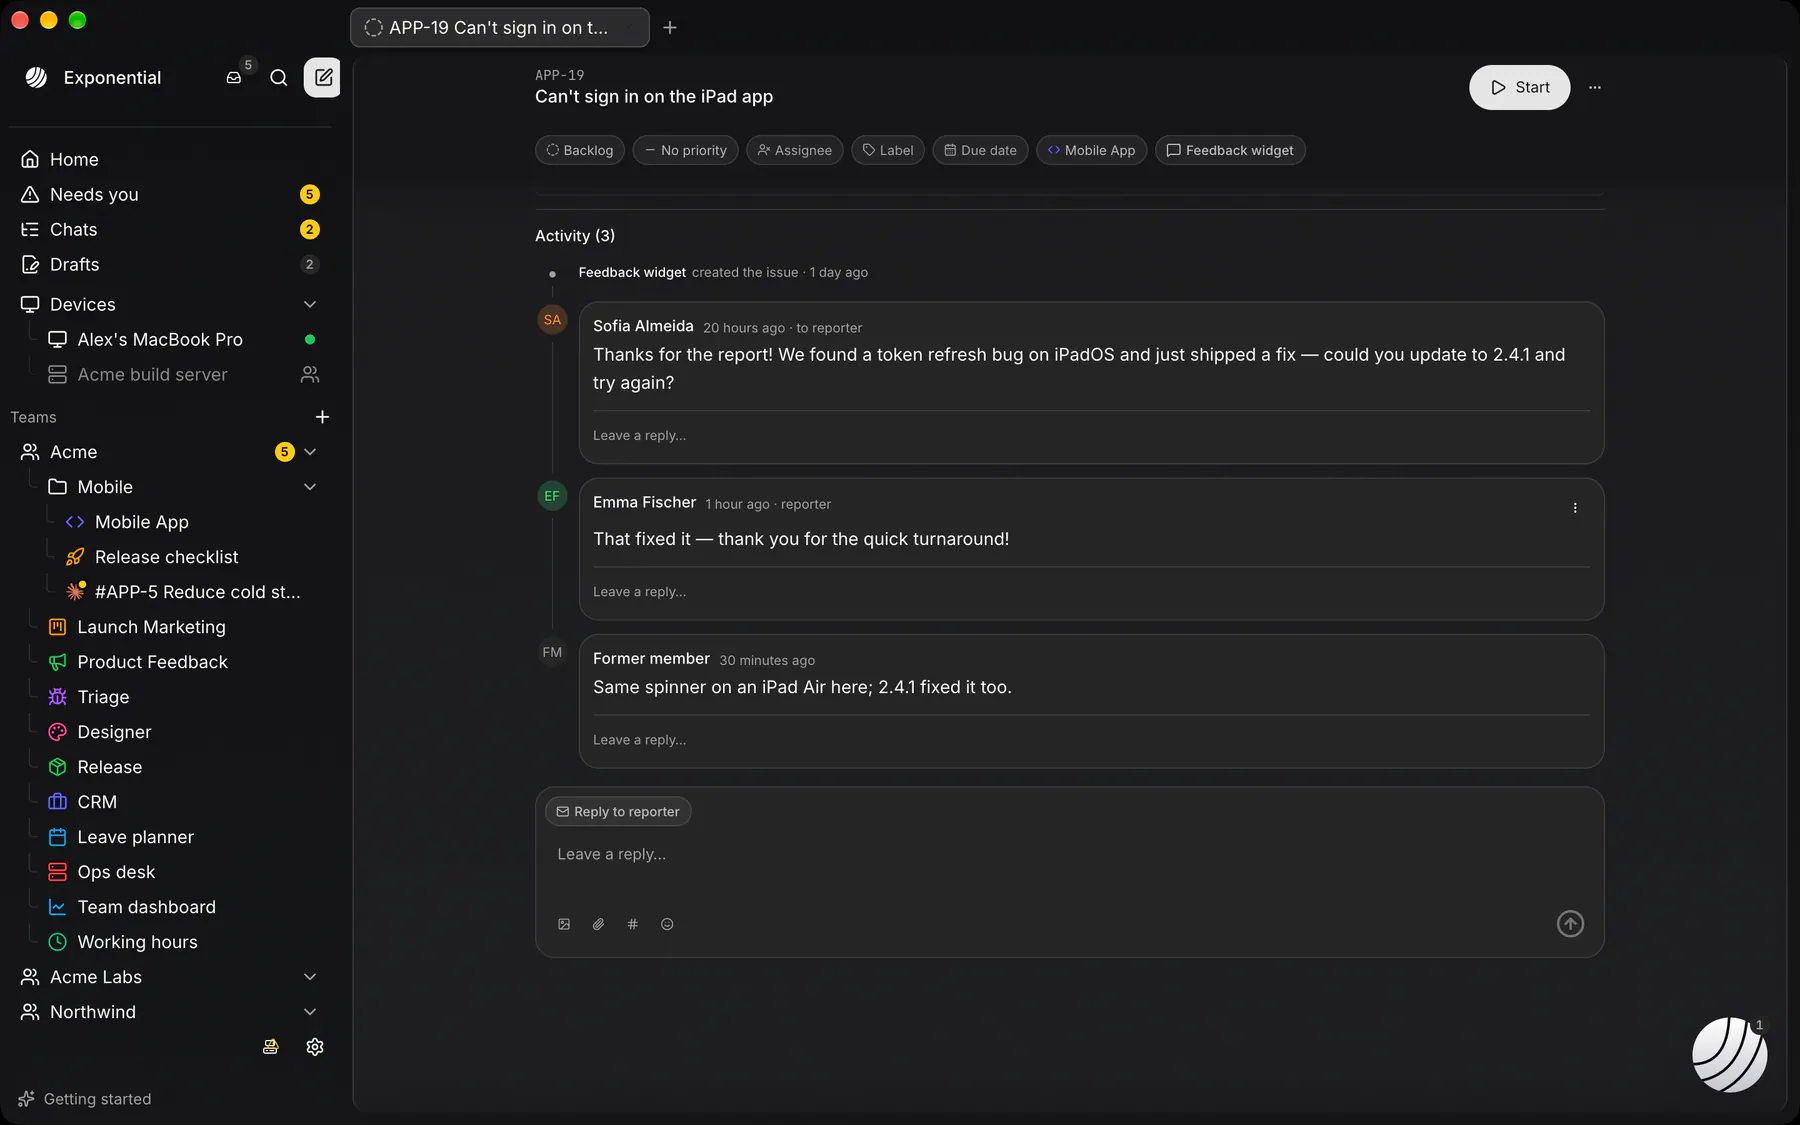 APP-19 Can't sign in on t...
Exponential
5
Home
Needs you
5
Chats
2
Drafts
2
Devices
Alex's MacBook Pro
Acme build server
Teams
Acme
5
Mobile
Mobile App
Release checklist
#APP-5 Reduce cold st...
Launch Marketing
Product Feedback
Triage
Designer
Release
CRM
Leave planner
Ops desk
Team dashboard
Working hours
Acme Labs
Northwind
Getting started
APP-19
Can't sign in on the iPad app
Start
Backlog
No priority
Assignee
Label
Due date
Mobile App
Feedback widget
Activity (3)
Feedback widget created the issue · 1 day ago
SA
Sofia Almeida 20 hours ago · to reporter
Thanks for the report! We found a token refresh bug on iPadOS and just shipped a fix — could you update to 2.4.1 and
try again?
Leave a reply...
EF
Emma Fischer 1 hour ago · reporter
That fixed it — thank you for the quick turnaround!
Leave a reply...
FM
Former member 30 minutes ago
Same spinner on an iPad Air here; 2.4.1 fixed it too.
Leave a reply...
Reply to reporter
Leave a reply...
1